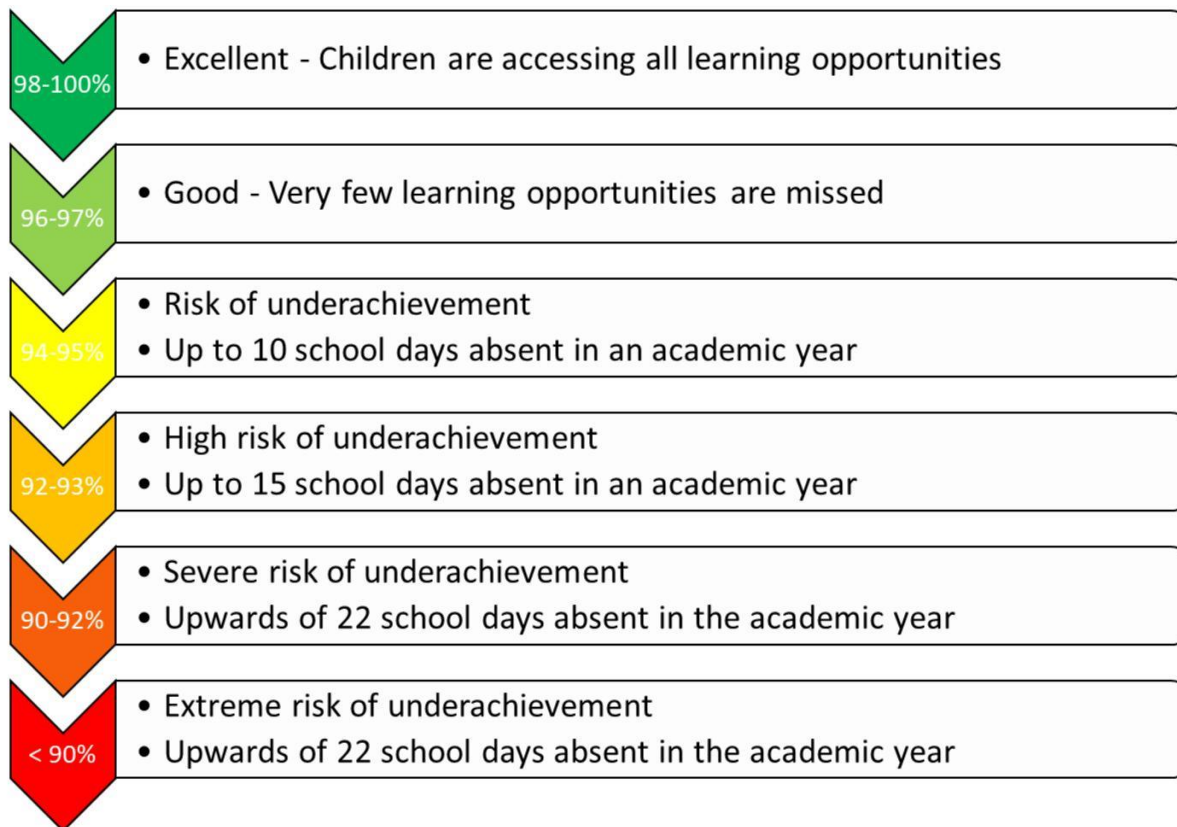 98-100%
• Excellent - Children are accessing all learning opportunities
96-97%
• Good - Very few learning opportunities are missed
94-95%
• Risk of underachievement
• Up to 10 school days absent in an academic year
92-93%
• High risk of underachievement
• Up to 15 school days absent in an academic year
90-92%
• Severe risk of underachievement
• Upwards of 22 school days absent in the academic year
< 90%
• Extreme risk of underachievement
• Upwards of 22 school days absent in the academic year